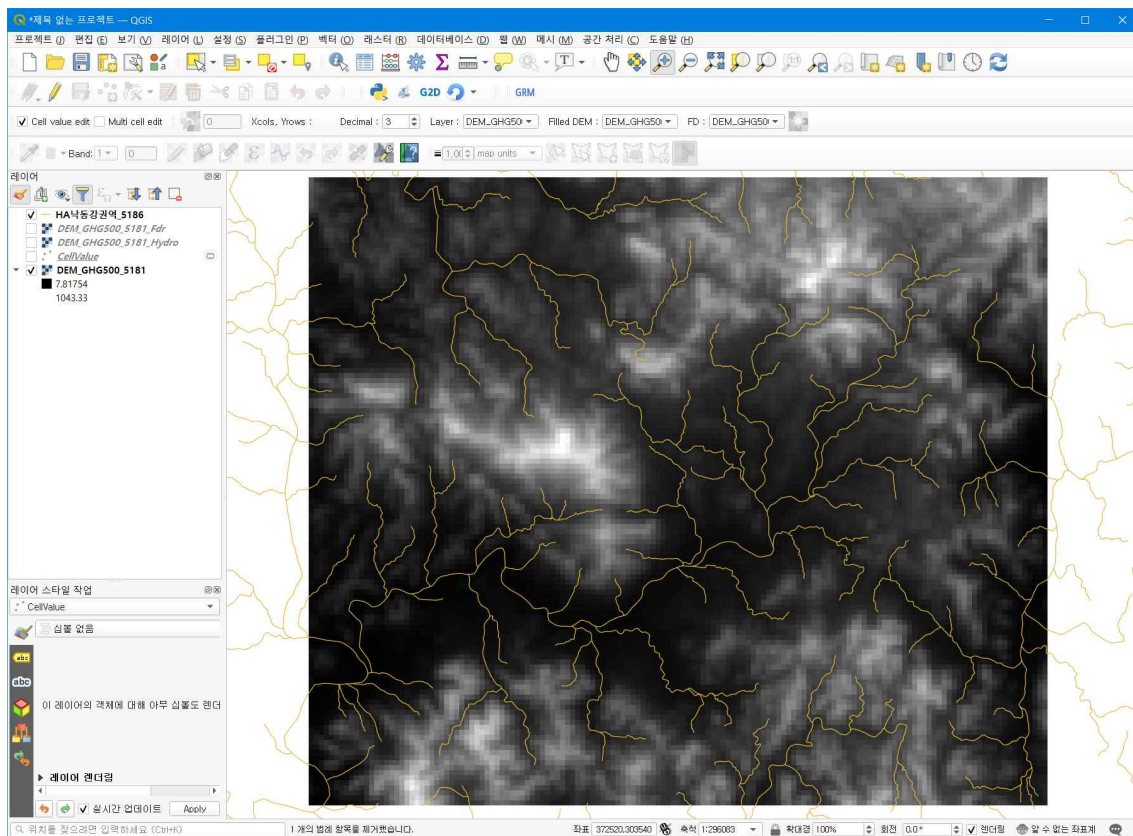 *제목 없는 프로젝트 — QGIS
프로젝트 (J) 편집 (E) 보기 (V) 레이어 (L) 설정 (S) 플러그인 (P) 벡터 (O) 래스터 (R) 데이터베이스 (D) 웹 (W) 메시 (M) 공간 처리 (C) 도움말 (H)
G2D GRM
Cell value edit Multi cell edit 0 Xcols, Yrows : Decimal : 3 Layer : DEM_GHG50 Filled DEM : DEM_GHG50 FD : DEM_GHG50
Band: 1 0 map units
레이어
HA낙동강권역_5186
DEM_GHG500_5181_Fdr
DEM_GHG500_5181_Hydro
CellValue
DEM_GHG500_5181
7.81754
1043.33
레이어 스타일 작업
CellValue
심볼 없음
abc
abc
이 레이어의 객체에 대해 아무 심볼도 렌더
레이어 렌더링
실시간 업데이트 Apply
위치를 찾으려면 입력하세요 (Ctrl+K) 1 개의 범례 항목을 제거했습니다. 좌표 372520,303540 축척 1:296083 확대경 100% 회전 0.0° 렌더링 알 수 없는 좌표계